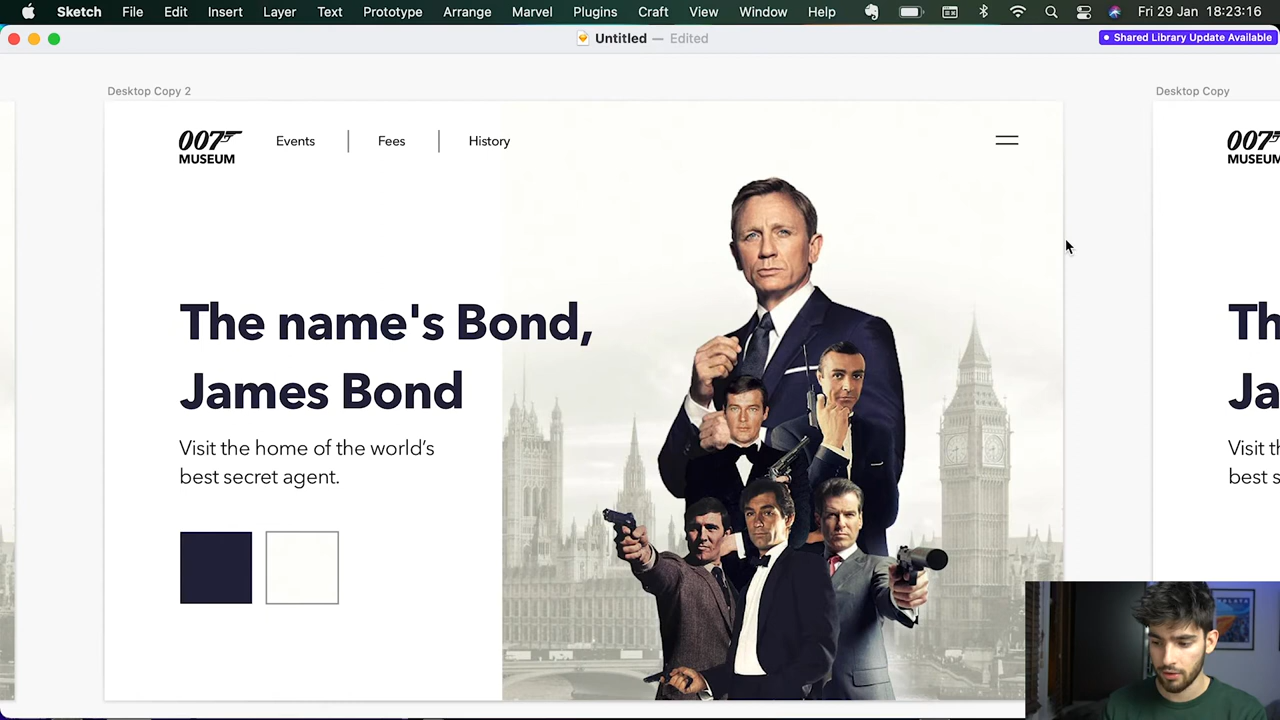 Sketch File Edit Insert Layer Text Prototype Arrange Marvel Plugins Craft View Window Help Fri 29 Jan 18:23:16
Untitled — Edited
Shared Library Update Available
Desktop Copy 2
Desktop Copy
007
MUSEUM
Events
Fees
History
The name's Bond,
James Bond
Visit the home of the world’s
best secret agent.
007
MUSEUM
Th
Ja
Visit th
best s